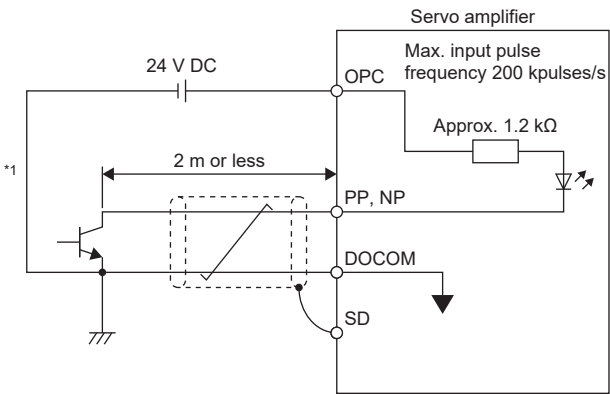 Servo amplifier
Max. input pulse
frequency 200 kpulses/s
24 V DC
OPC
Approx. 1.2 kΩ
*1
2 m or less
PP, NP
DOCOM
SD